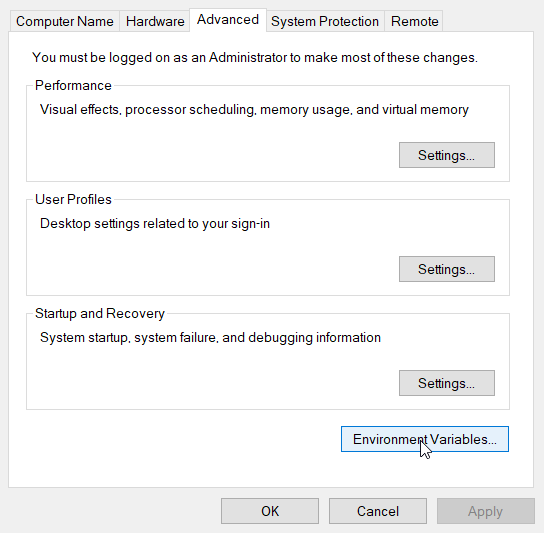 Computer Name Hardware Advanced System Protection Remote
You must be logged on as an Administrator to make most of these changes.
Performance
Visual effects, processor scheduling, memory usage, and virtual memory
Settings...
User Profiles
Desktop settings related to your sign-in
Settings...
Startup and Recovery
System startup, system failure, and debugging information
Settings...
Environment Variables...
OK Cancel Apply